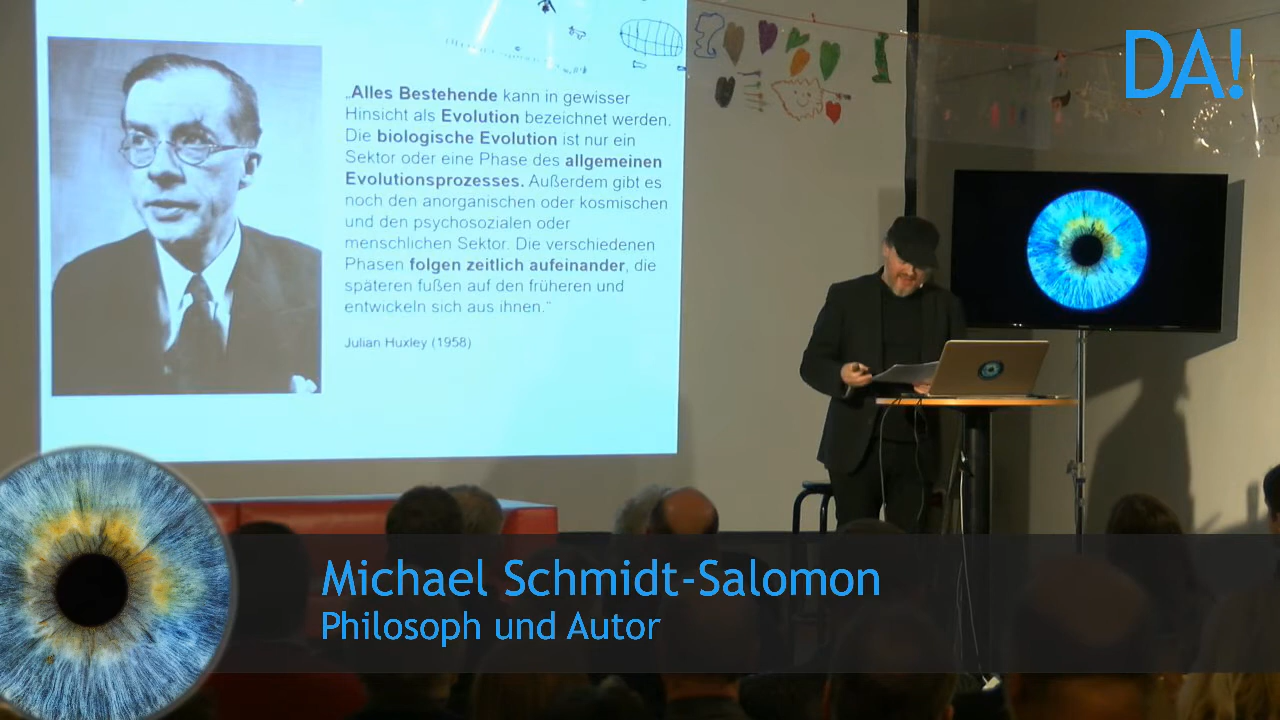 DA!
„Alles Bestehende kann in gewisser
Hinsicht als Evolution bezeichnet werden.
Die biologische Evolution ist nur ein
Sektor oder eine Phase des allgemeinen
Evolutionsprozesses. Außerdem gibt es
noch den anorganischen oder kosmischen
und den psychosozialen oder
menschlichen Sektor. Die verschiedenen
Phasen folgen zeitlich aufeinander, die
späteren fußen auf den früheren und
entwickeln sich aus ihnen.“
Julian Huxley (1958)
Michael Schmidt-Salomon
Philosoph und Autor